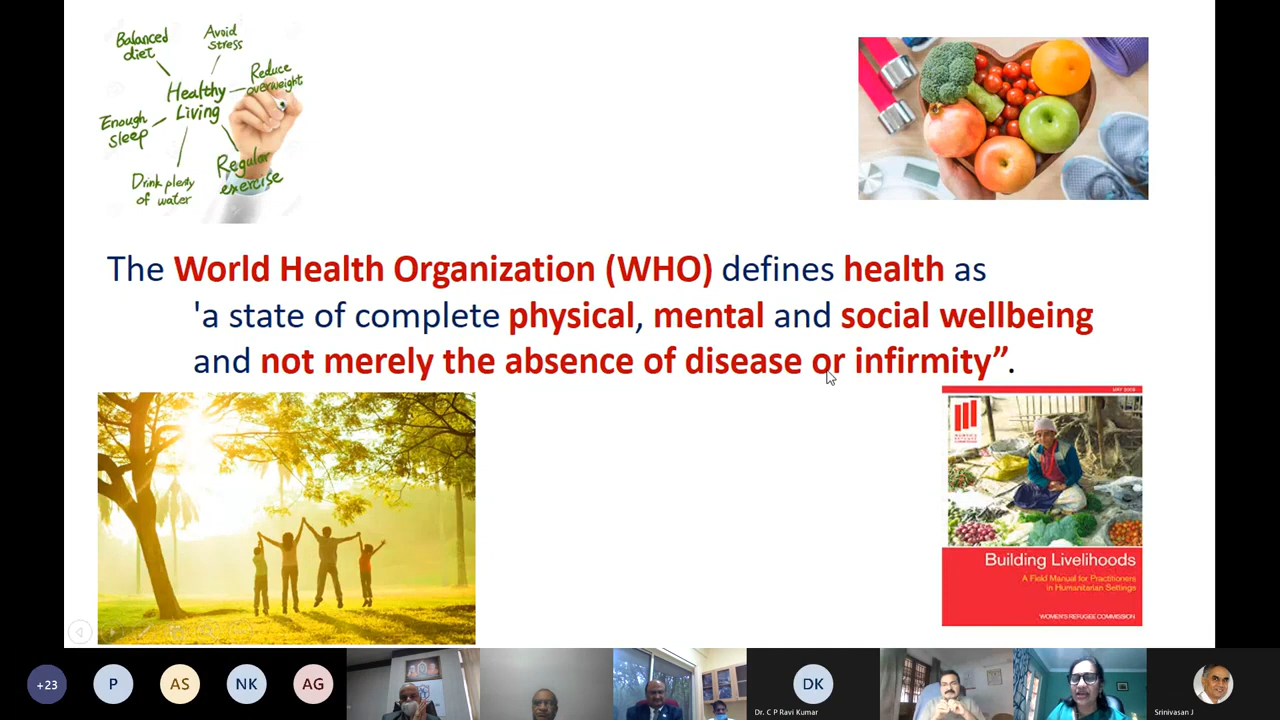 Balanced diet
Avoid stress
Reduce overweight
Healthy Living
Enough sleep
Regular exercise
Drink plenty of water
The World Health Organization (WHO) defines health as
'a state of complete physical, mental and social wellbeing
and not merely the absence of disease or infirmity”.
MAY 2009
WOMEN'S
REFUGEE
COMMISSION
Building Livelihoods
A Field Manual for Practitioners
in Humanitarian Settings
WOMEN'S REFUGEE COMMISSION
+23
P
AS
NK
AG
DK
Dr. C P Ravi Kumar
Srinivasan J